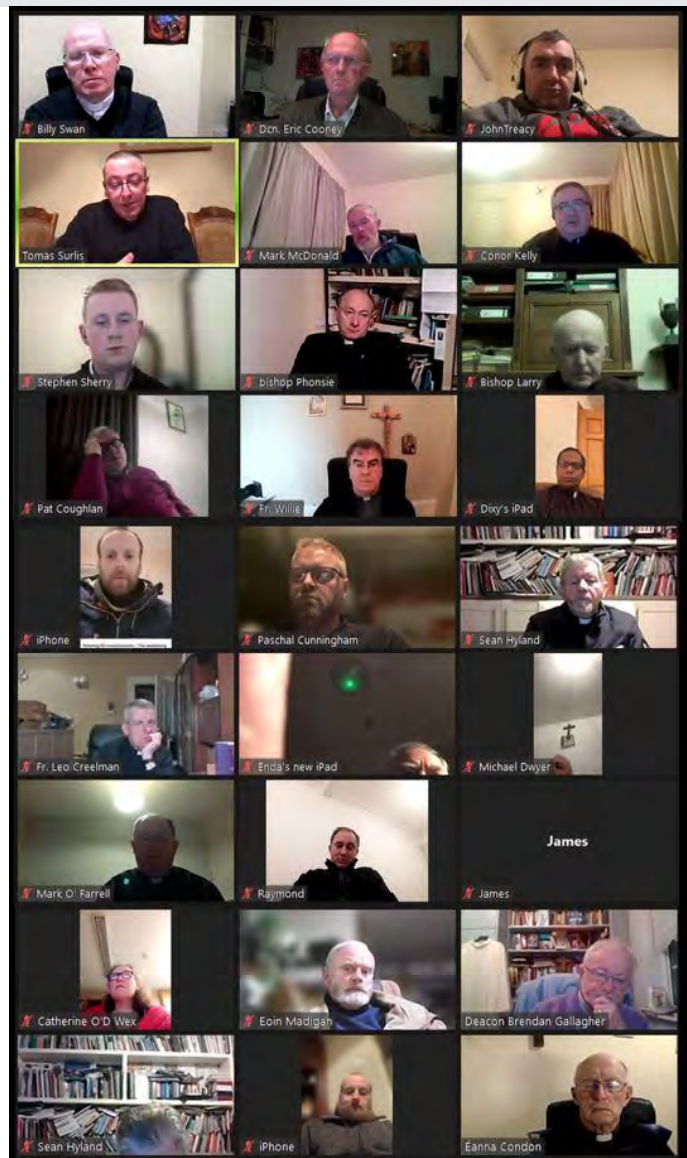 Billy Swan
Dcn. Eric Cooney
JohnTreacy
Tomas Surlis
Mark McDonald
Conor Kelly
Stephen Sherry
bishop Phonsie
Bishop Larry
Pat Coughlan
Fr. Willie
Dixy's iPad
iPhone
Paschal Cunningham
Sean Hyland
Fr. Leo Creelman
Enda's new iPad
Michael Dwyer
Mark O' Farrell
Raymond
James
James
Catherine O'D Wex
Eoin Madigan
Deacon Brendan Gallagher
Sean Hyland
iPhone
Éanna Condon